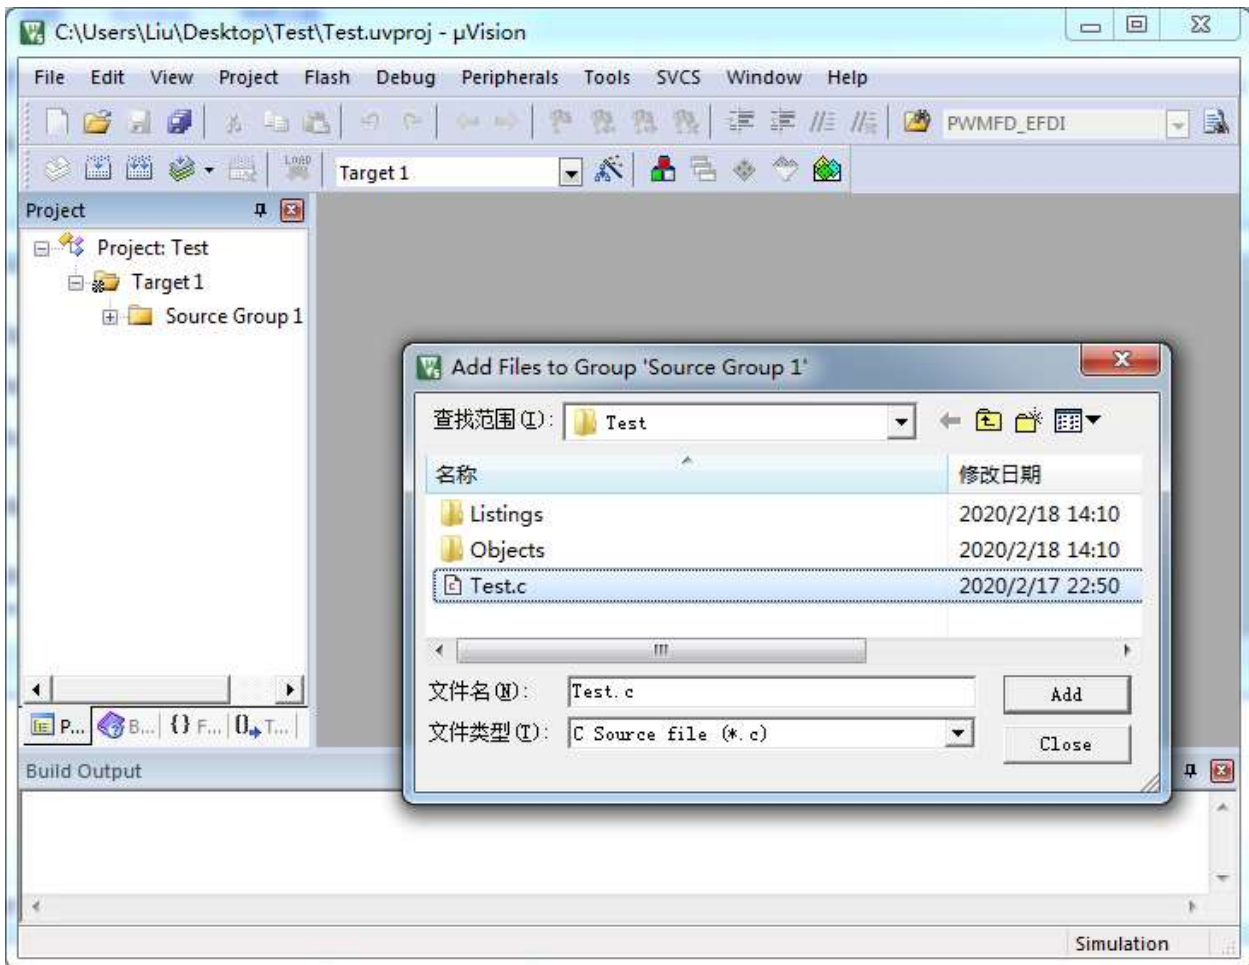 C:\Users\Liu\Desktop\Test\Test.uvproj - µVision
File Edit View Project Flash Debug Peripherals Tools SVCS Window Help
PWMFD_EFDI
LOAD Target 1
Project
Project: Test
Target 1
Source Group 1
Add Files to Group 'Source Group 1'
查找范围(I): Test
名称 修改日期
Listings 2020/2/18 14:10
Objects 2020/2/18 14:10
Test.c 2020/2/17 22:50
文件名(N): Test.c Add
文件类型(T): C Source file (*.c) Close
P... B... {} F... 0 T...
Build Output
Simulation